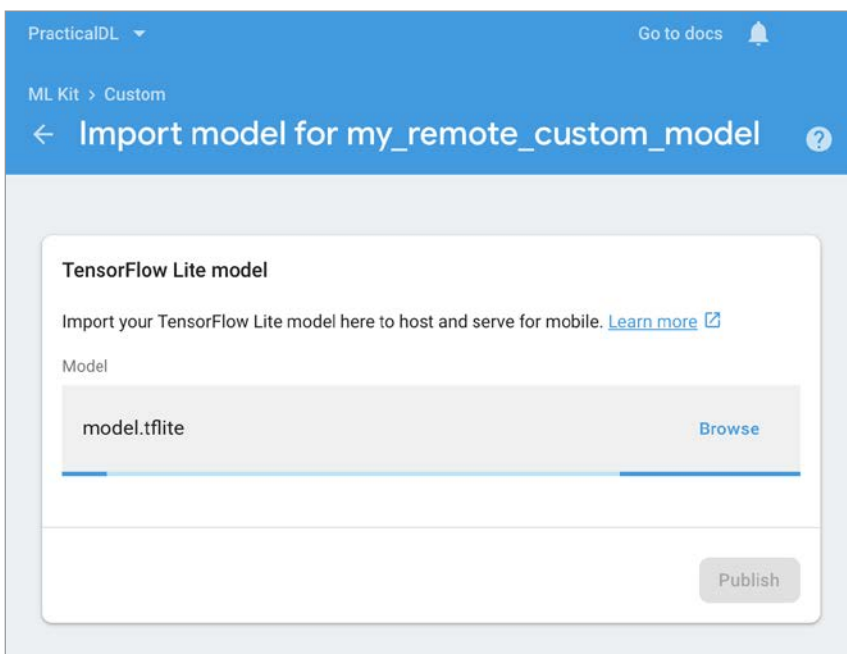 PracticalDL
Go to docs
ML Kit > Custom
Import model for my_remote_custom_model
TensorFlow Lite model
Import your TensorFlow Lite model here to host and serve for mobile. Learn more
Model
model.tflite
Browse
Publish